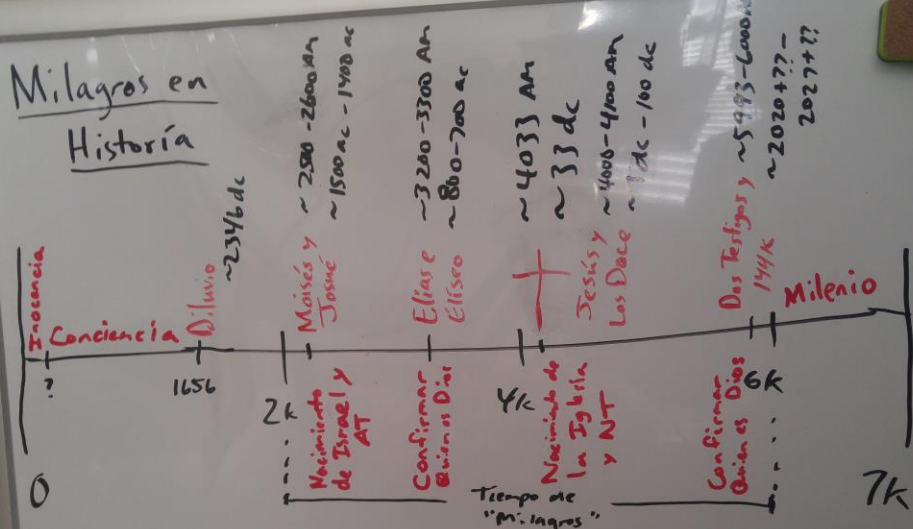 Milagros en
Historía
Inocencia
Conciencia
Diluvio
~2346 dc
Moisés y
Josué
~2500-2600 AM
~1500 ac - 1400 ac
Elías e
Elíseo
~3200-3300 AM
~800-700 ac
~4033 AM
~33 dc
Jesús y
Los Doce
~4000-4100 AM
dc - 100 dc
Dos Testigos y
144k
~5993-6000
~2020+??-
2027+??
Milenio
?
1656
2k
4k
6k
0
7k
Nacimiento
de Israel y
AT
Confirmar
Quien es Dios
Nacimiento de
la Iglesia
y NT
Confirmar
Quien es Dios
Tiempo de
"Milagros"